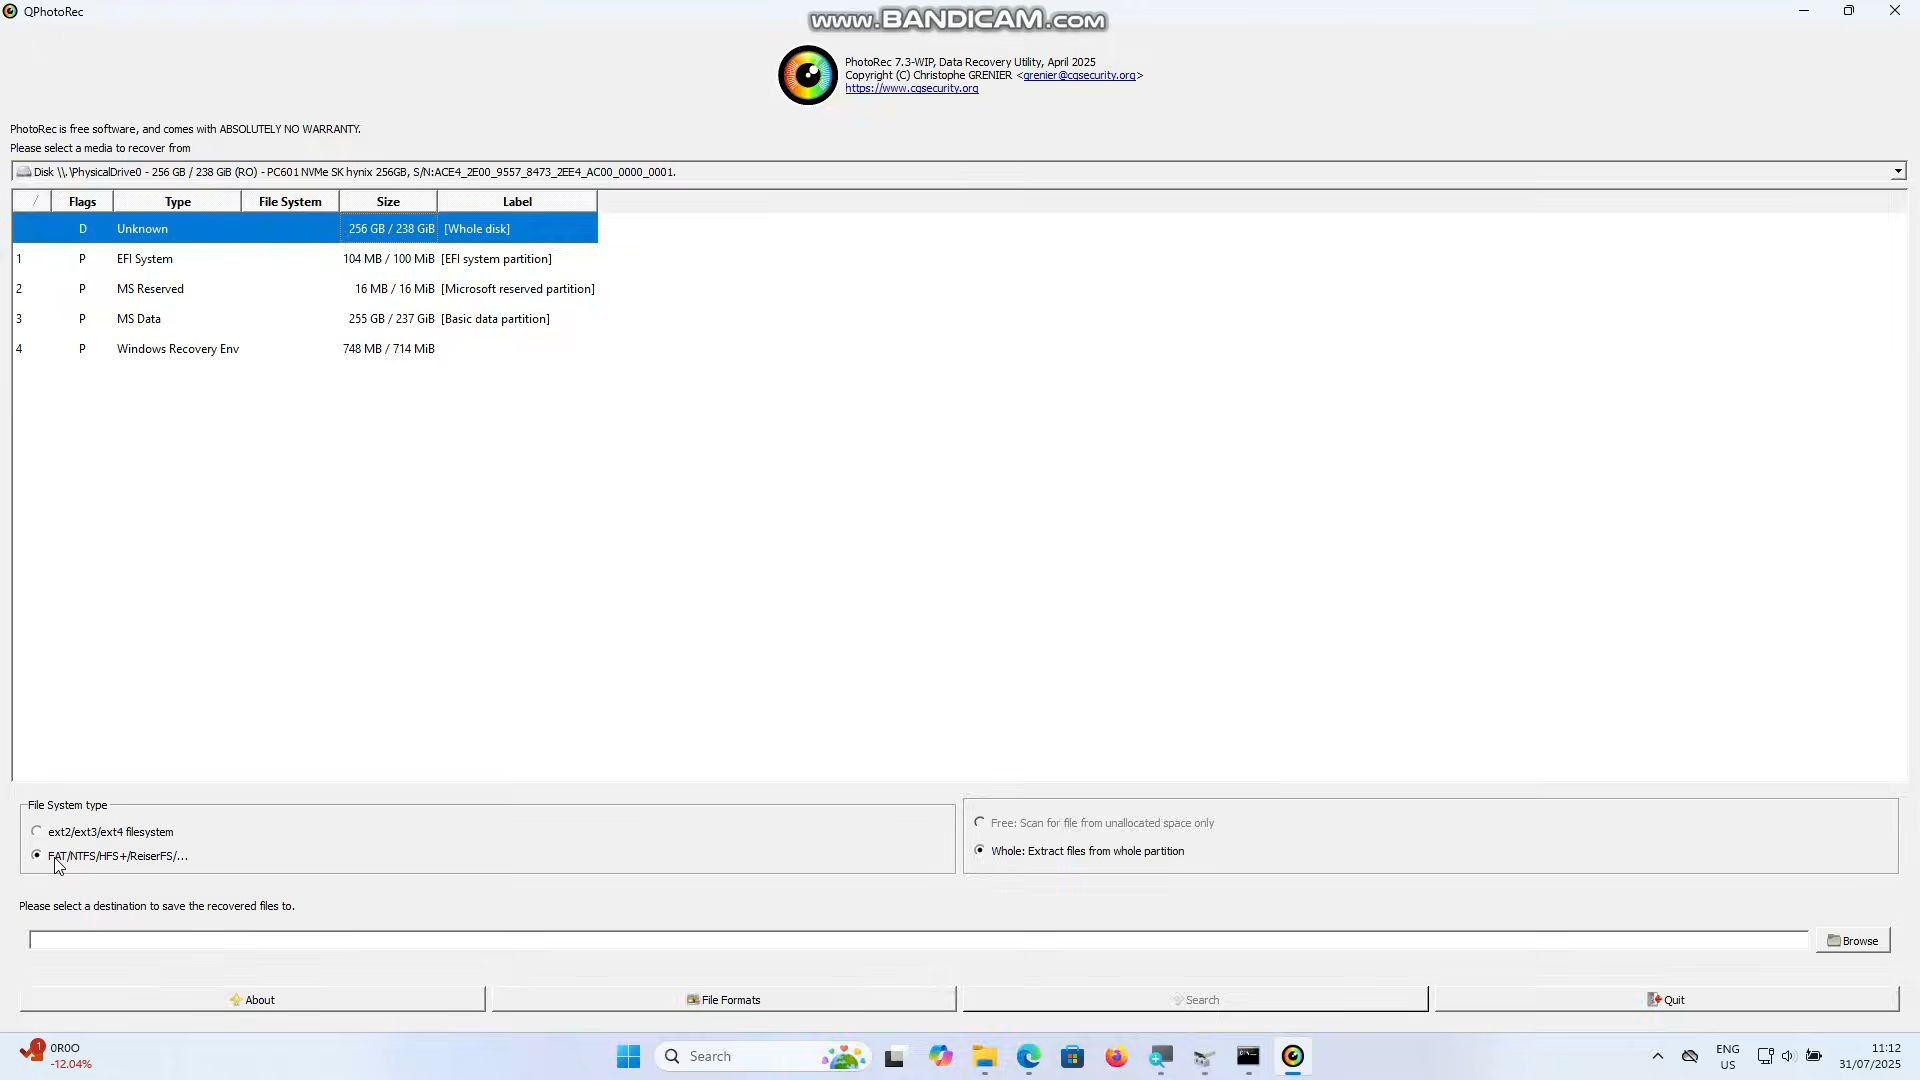 QPhotoRec
www.BANDICAM.com
PhotoRec 7.3-WIP, Data Recovery Utility, April 2025
Copyright (C) Christophe GRENIER <grenier@cgsecurity.org>
https://www.cgsecurity.org
PhotoRec is free software, and comes with ABSOLUTELY NO WARRANTY.
Please select a media to recover from
Disk \\.\PhysicalDrive0 - 256 GB / 238 GiB (RO) - PC601 NVMe SK hynix 256GB, S/N:ACE4_2E00_9557_8473_2EE4_AC00_0000_0001.
/ Flags Type File System Size Label
D Unknown 256 GB / 238 GiB [Whole disk]
1 P EFI System 104 MB / 100 MiB [EFI system partition]
2 P MS Reserved 16 MB / 16 MiB [Microsoft reserved partition]
3 P MS Data 255 GB / 237 GiB [Basic data partition]
4 P Windows Recovery Env 748 MB / 714 MiB
File System type
ext2/ext3/ext4 filesystem
FAT/NTFS/HFS+/ReiserFS/...
Free: Scan for file from unallocated space only
Whole: Extract files from whole partition
Please select a destination to save the recovered files to.
Browse
About
File Formats
Search
Quit
1
0R0O
-12.04%
Search
ENG
US
11:12
31/07/2025